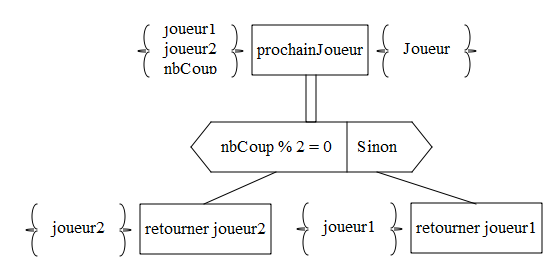 joueur1
joueur2
nbCoup
prochainJoueur
Joueur
nbCoup % 2 = 0
Sinon
joueur2
retourner joueur2
joueur1
retourner joueur1